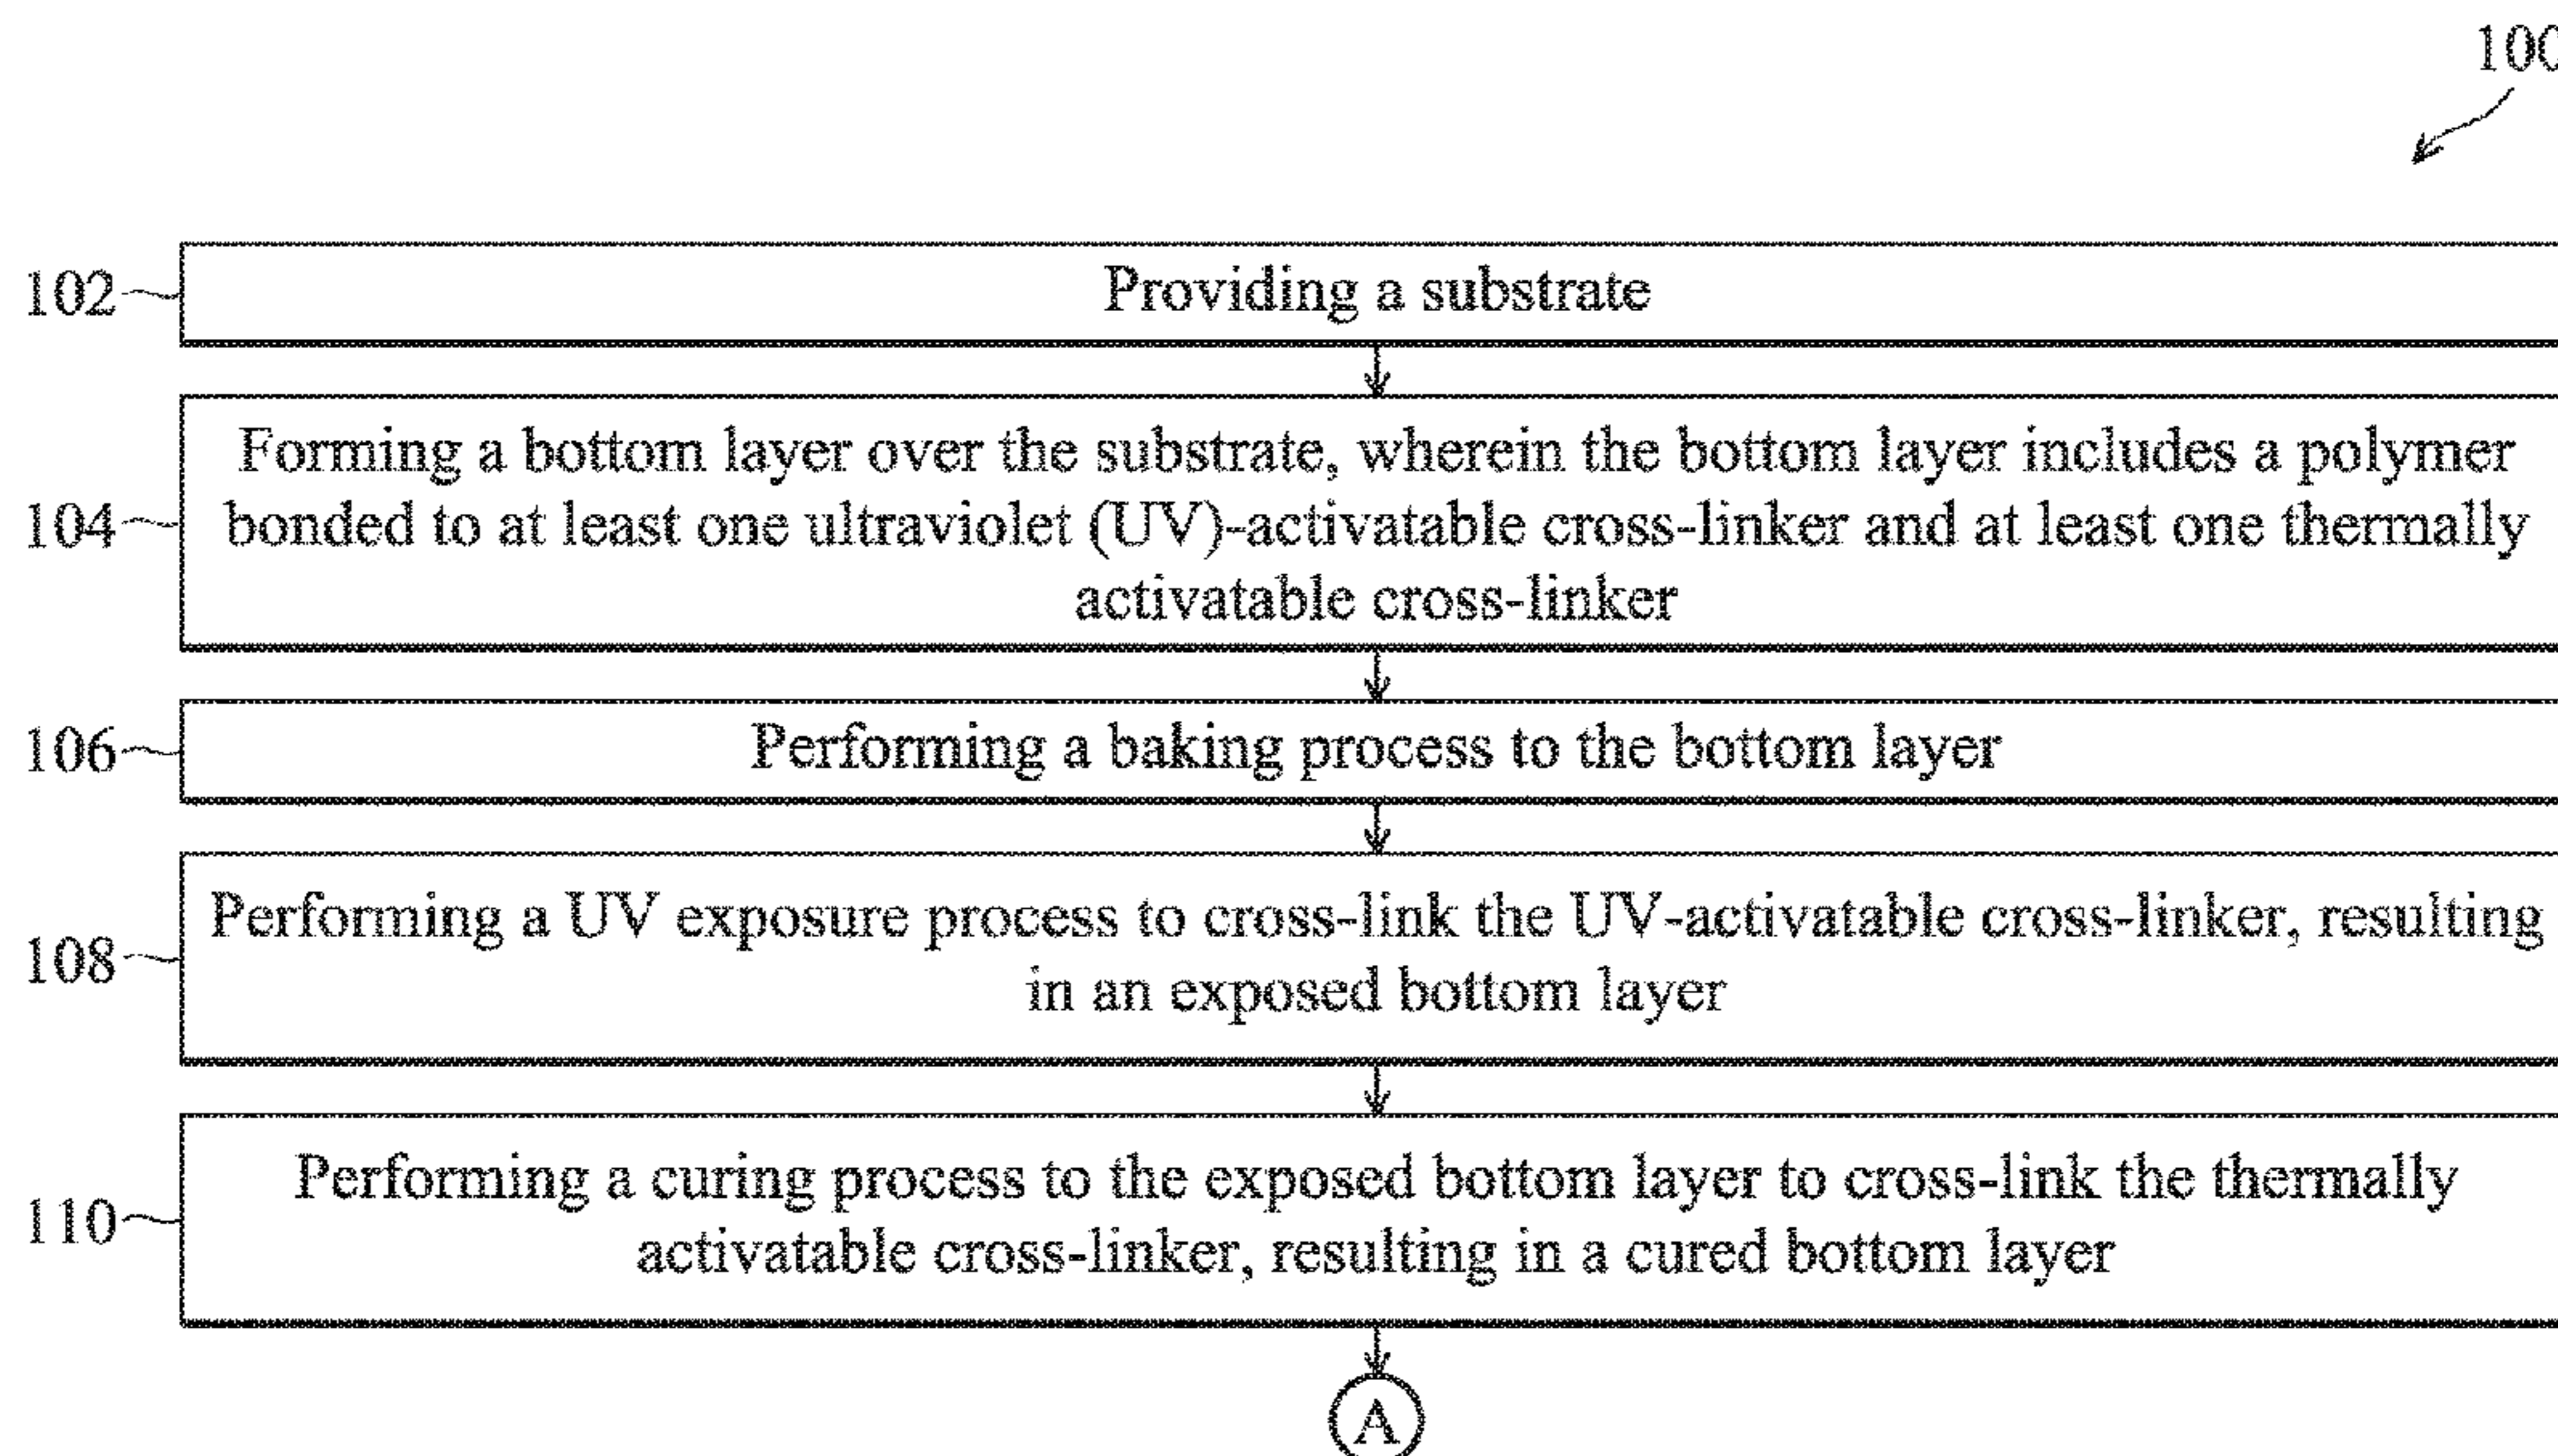 100
102
Providing a substrate
104
Forming a bottom layer over the substrate, wherein the bottom layer includes a polymer
bonded to at least one ultraviolet (UV)-activatable cross-linker and at least one thermally
activatable cross-linker
106
Performing a baking process to the bottom layer
108
Performing a UV exposure process to cross-link the UV-activatable cross-linker, resulting
in an exposed bottom layer
110
Performing a curing process to the exposed bottom layer to cross-link the thermally
activatable cross-linker, resulting in a cured bottom layer
A